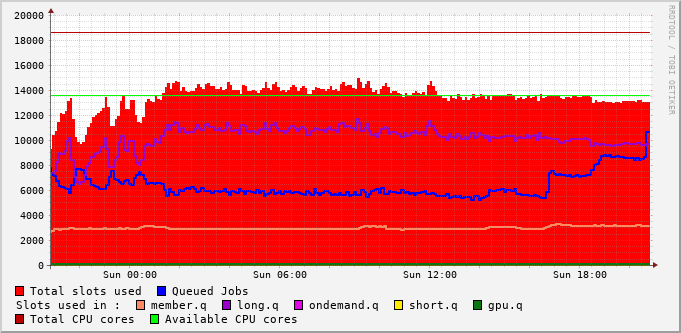 20000
18000
16000
14000
12000
10000
8000
6000
4000
2000
0
Sun 00:00 Sun 06:00 Sun 12:00 Sun 18:00
RRDTOOL / TOBI OETIKER
Total slots used Queued Jobs
Slots used in : member.q long.q ondemand.q short.q gpu.q
Total CPU cores Available CPU cores